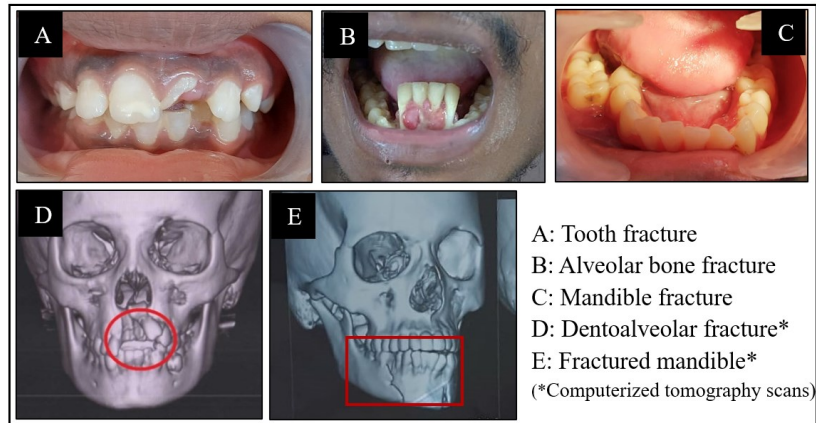 A
B
C
D
E
A: Tooth fracture
B: Alveolar bone fracture
C: Mandible fracture
D: Dentoalveolar fracture*
E: Fractured mandible*
(*Computerized tomography scans)